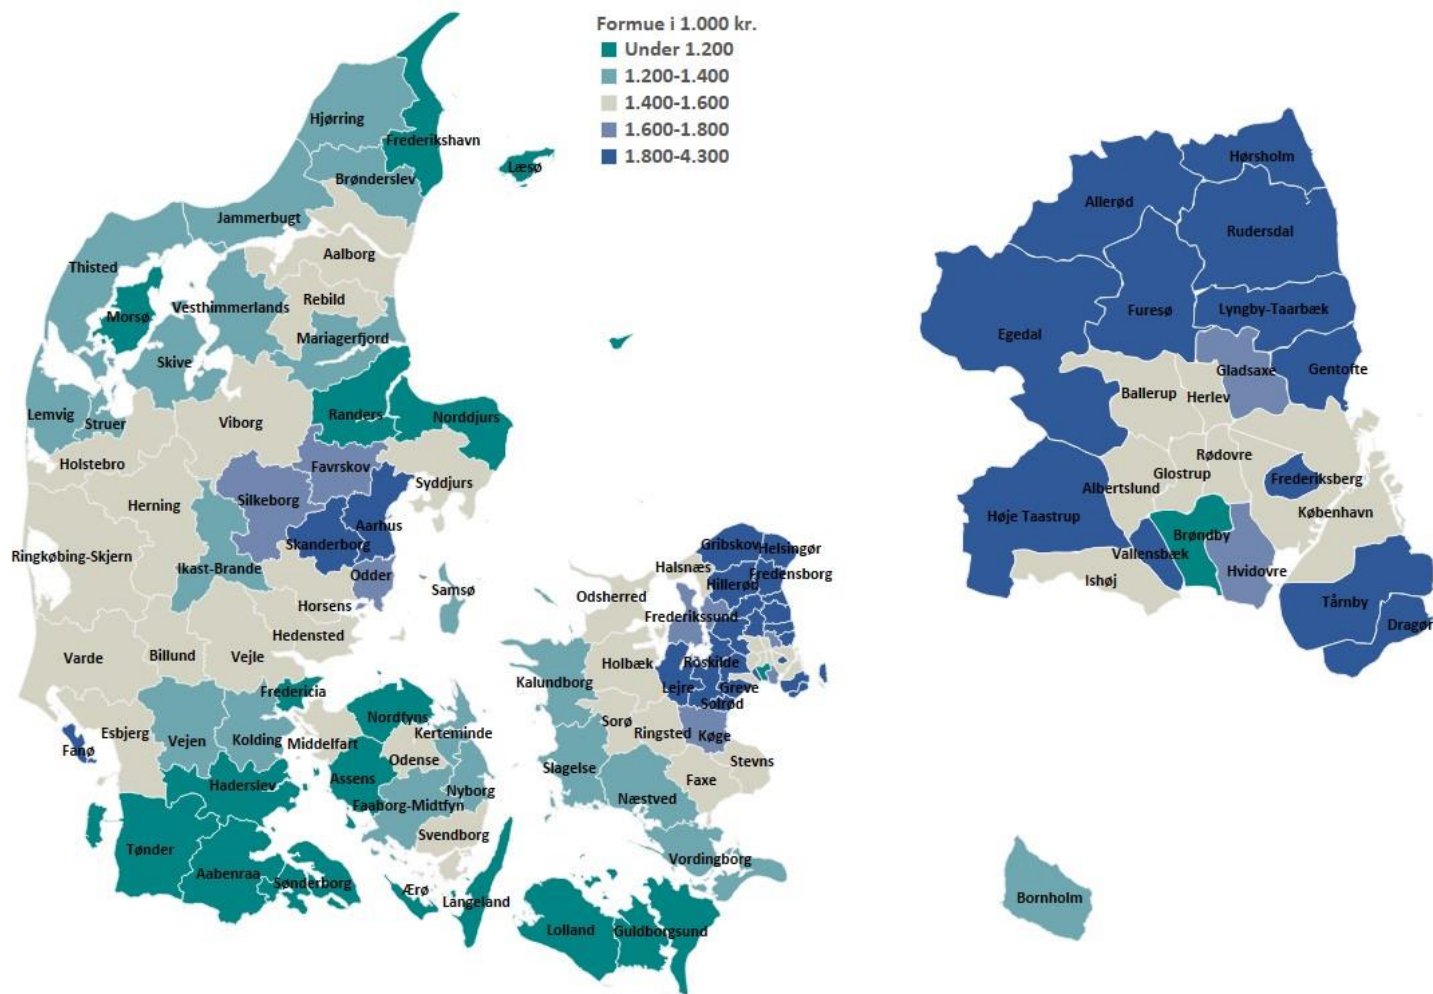 Formue i 1.000 kr.
Under 1.200
1.200-1.400
1.400-1.600
1.600-1.800
1.800-4.300
Hjørring
Frederikshavn
Læsø
Brønderslev
Jammerbugt
Aalborg
Thisted
Rebild
Vesthimmerlands
Morsø
Mariagerfjord
Skive
Lemvig
Struer
Viborg
Randers
Norddjurs
Holstebro
Favrskov
Syddjurs
Herning
Silkeborg
Aarhus
Skanderborg
Ringkøbing-Skjern
Ikast-Brande
Odder
Samsø
Horsens
Hedensted
Varde
Billund
Vejle
Fredericia
Esbjerg
Fanø
Vejen
Kolding
Middelfart
Nordfyns
Kerteminde
Odense
Haderslev
Assens
Nyborg
Faaborg-Midtfyn
Svendborg
Tønder
Aabenraa
Sønderborg
Ærø
Langeland
Gribskov
Helsingør
Halsnæs
Hillerød
Fredensborg
Odsherred
Frederikssund
Holbæk
Roskilde
Kalundborg
Lejre
Greve
Solrød
Sorø
Ringsted
Køge
Stevns
Slagelse
Faxe
Næstved
Vordingborg
Lolland
Guldborgsund
Hørsholm
Allerød
Rudersdal
Furesø
Lyngby-Taarbæk
Egedal
Gladsaxe
Gentofte
Ballerup
Herlev
Rødovre
Glostrup
Frederiksberg
Albertslund
København
Høje Taastrup
Brøndby
Vallensbæk
Hvidovre
Ishøj
Tårnby
Dragør
Bornholm